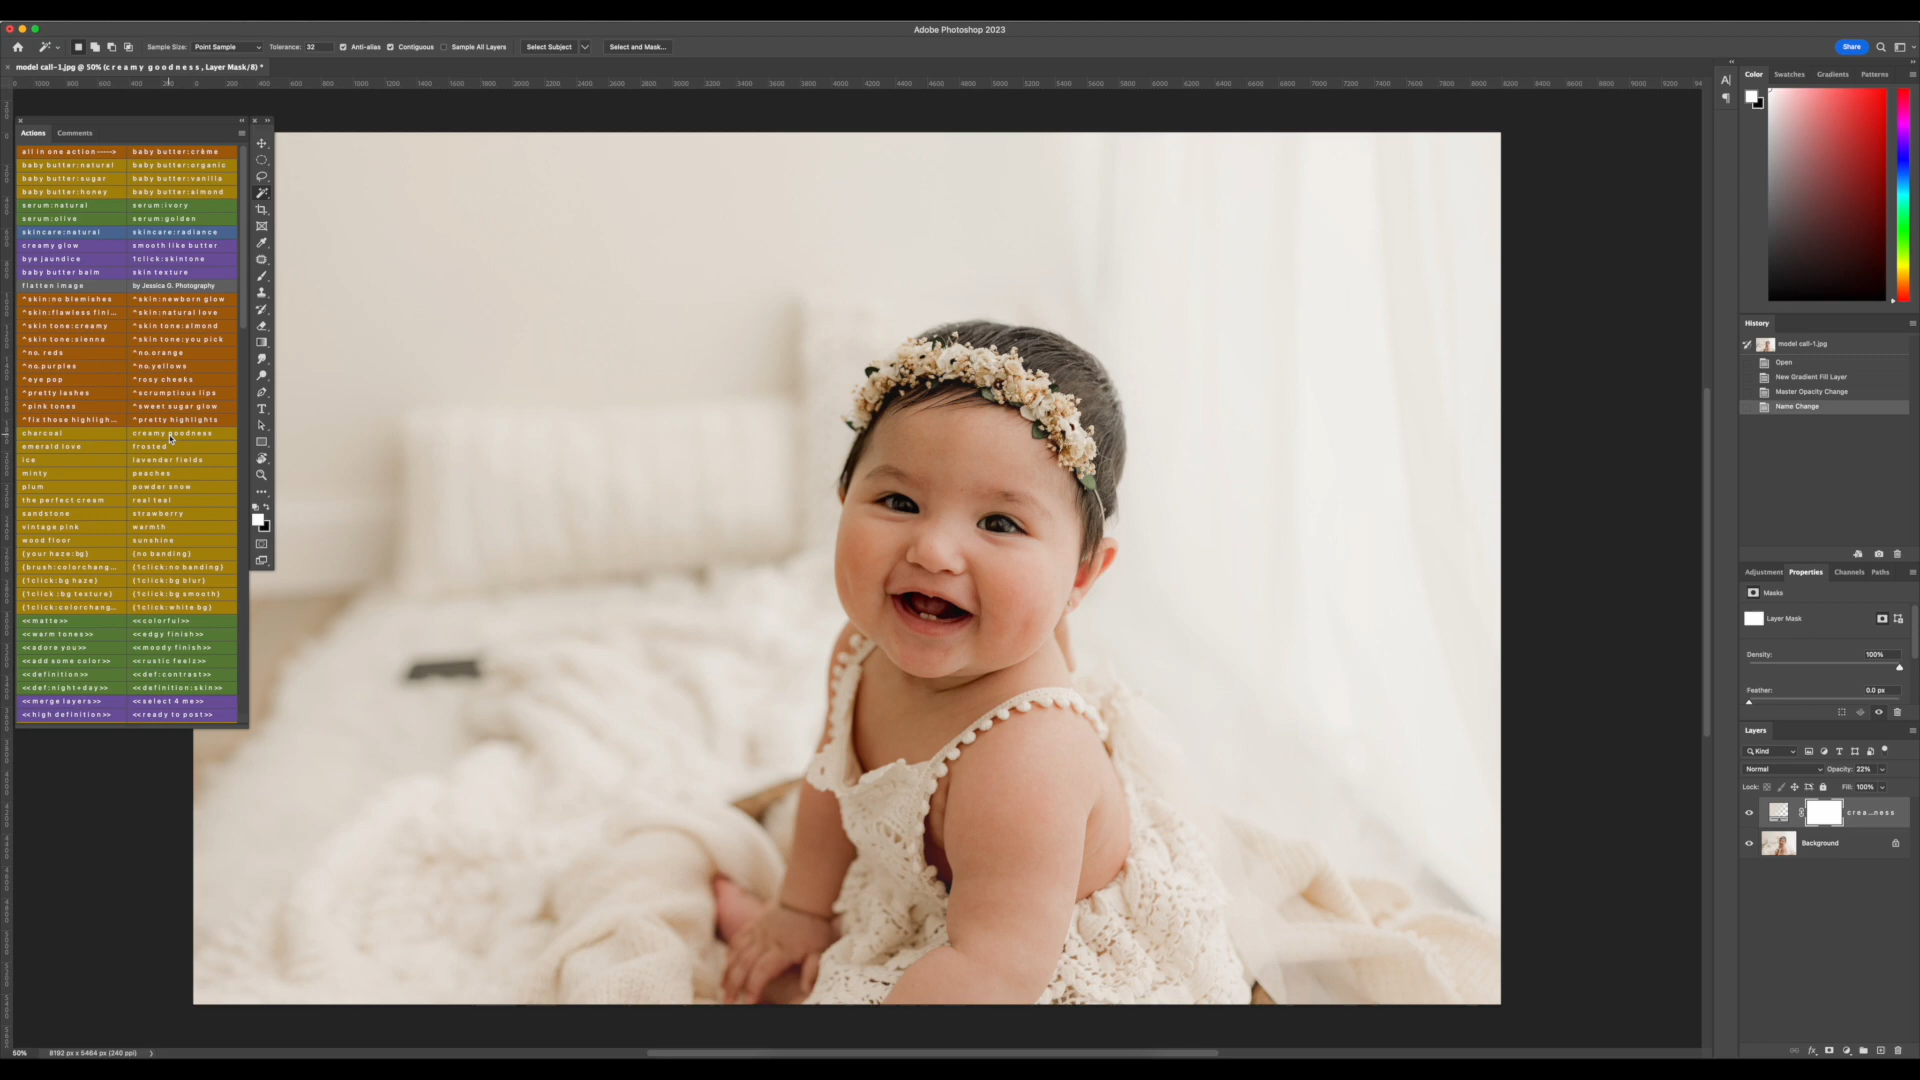 Adobe Photoshop 2023
Sample Size: Point Sample Tolerance: 32 Anti-alias Contiguous Sample All Layers Select Subject Select and Mask... Share
model call-1.jpg @ 50% (c r e a m y  g o o d n e s s , Layer Mask/8) *
Actions Comments
all in one action-----> baby butter:crème
baby butter:natural baby butter:organic
baby butter:sugar baby butter:vanilla
baby butter:honey baby butter:almond
serum:natural serum:ivory
serum:olive serum:golden
skincare:natural skincare:radiance
creamy glow smooth like butter
bye jaundice 1click:skintone
baby butter balm skin texture
flatten image by Jessica G. Photography
^skin:no blemishes ^skin:newborn glow
^skin:flawless fini... ^skin:natural love
^skin tone:creamy ^skin tone:almond
^skin tone:sienna ^skin tone:you pick
^no. reds ^no.orange
^no.purples ^no.yellows
^eye pop ^rosy cheeks
^pretty lashes ^scrumptious lips
^pink tones ^sweet sugar glow
^fix those highligh... ^pretty highlights
charcoal creamy goodness
emerald love frosted
ice lavender fields
minty peaches
plum powder snow
the perfect cream real teal
sandstone strawberry
vintage pink warmth
wood floor sunshine
{your haze:bg} {no banding}
{brush:colorchang... {1click:no banding}
{1click:bg haze} {1click:bg blur}
{1click :bg texture} {1click:bg smooth}
{1click:colorchang... {1click:white bg}
<<matte>> <<colorful>>
<<warm tones>> <<edgy finish>>
<<adore you>> <<moody finish>>
<<add some color>> <<rustic feelz>>
<<definition>> <<def:contrast>>
<<def:night+day>> <<definition:skin>>
<<merge layers>> <<select 4 me>>
<<high definition>> <<ready to post>>
Color Swatches Gradients Patterns
History
model call-1.jpg
Open
New Gradient Fill Layer
Master Opacity Change
Name Change
Adjustment Properties Channels Paths
Masks
Layer Mask
Density: 100%
Feather: 0.0 px
Layers
Kind
Normal Opacity: 22%
Lock: Fill: 100%
c r e a ... n e s s
Background
50% 8192 px x 5464 px (240 ppi)